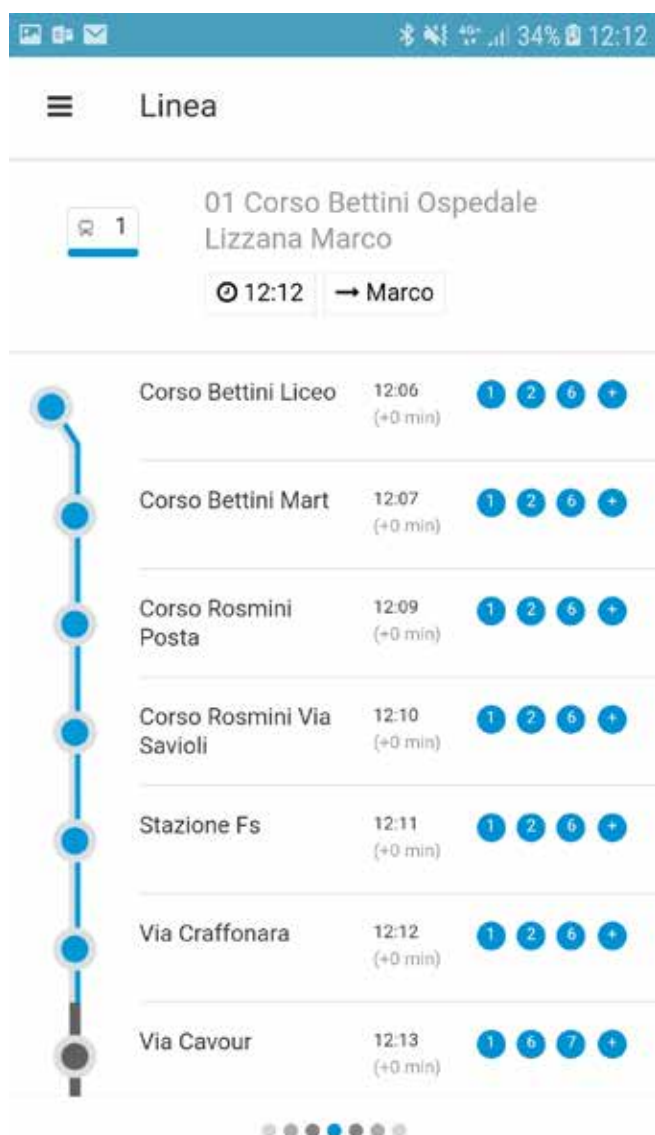 34% 12:12
Linea
1
01 Corso Bettini Ospedale
Lizzana Marco
12:12 → Marco
Corso Bettini Liceo 12:06 1 2 6 +
(+0 min)
Corso Bettini Mart 12:07 1 2 6 +
(+0 min)
Corso Rosmini 12:09 1 2 6 +
Posta (+0 min)
Corso Rosmini Via 12:10 1 2 6 +
Savioli (+0 min)
Stazione Fs 12:11 1 2 6 +
(+0 min)
Via Craffonara 12:12 1 2 6 +
(+0 min)
Via Cavour 12:13 1 6 7 +
(+0 min)